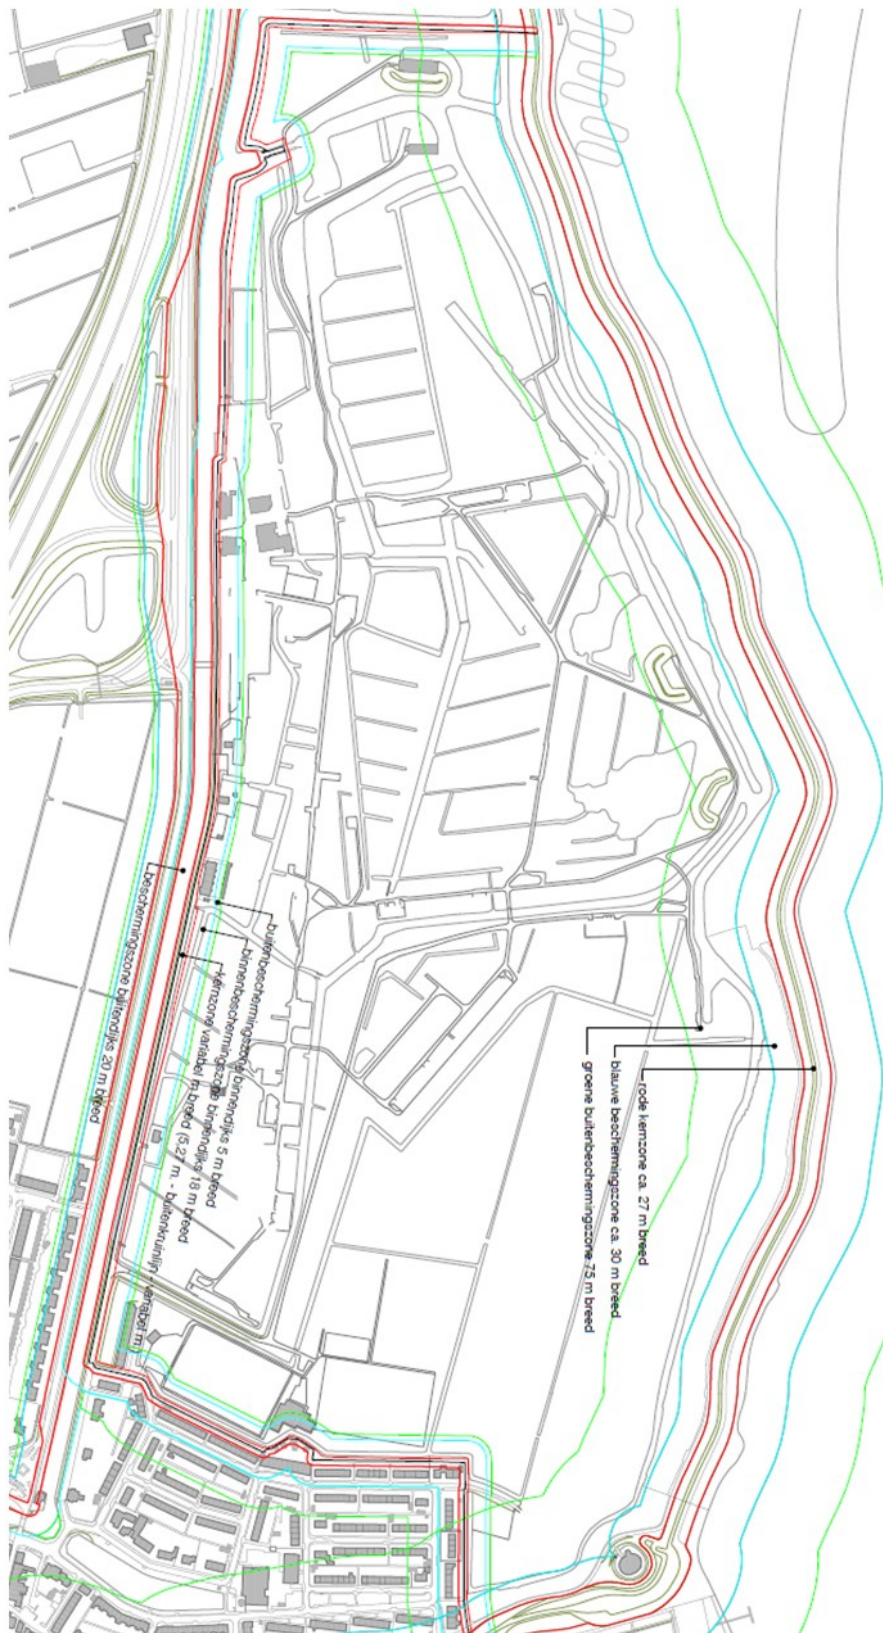 rode kernzone ca. 27 m breed
blauwe beschermingszone ca. 30 m breed
groene buitenbeschermingszone 75 m breed
buitenbeschermingszone binnendijks 5 m breed
binnenbeschermingszone binnendijks 18 m breed
kernzone variabel m breed (5,27 m. - buitenkruinlijn - variabel m
beschermingszone buitendijks 20 m breed